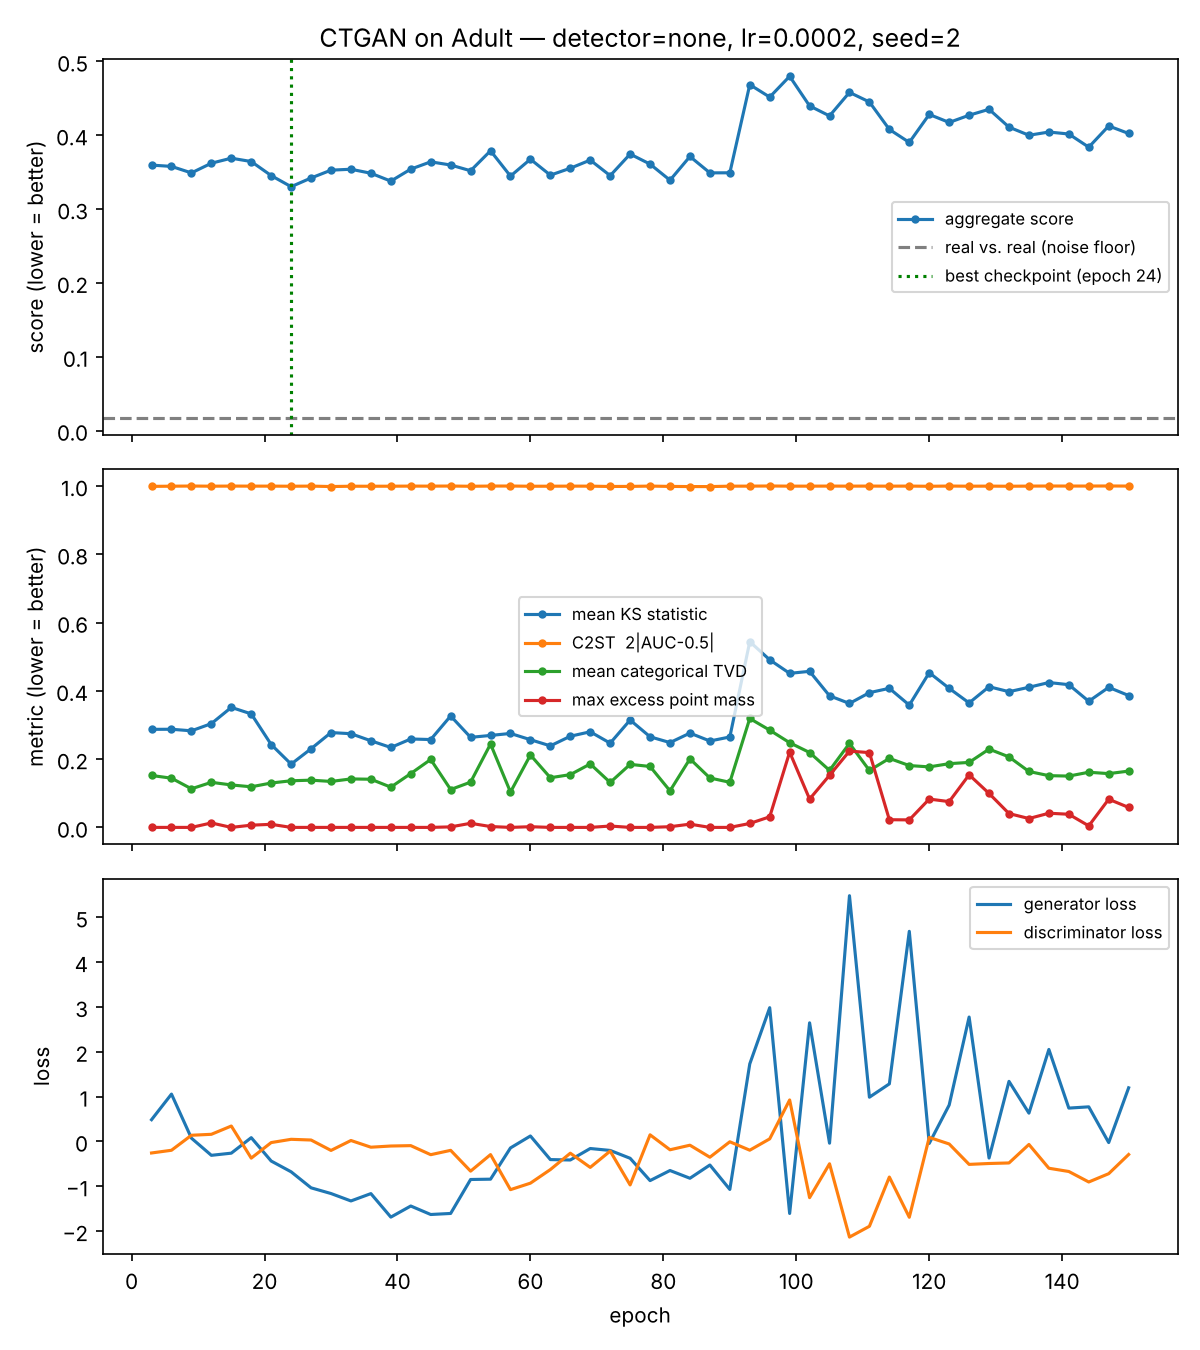 CTGAN on Adult — detector=none, lr=0.0002, seed=2
score (lower = better)
0.5
0.4
0.3
0.2
0.1
0.0
aggregate score
real vs. real (noise floor)
best checkpoint (epoch 24)
metric (lower = better)
1.0
0.8
0.6
0.4
0.2
0.0
mean KS statistic
C2ST 2|AUC-0.5|
mean categorical TVD
max excess point mass
loss
5
4
3
2
1
0
−1
−2
generator loss
discriminator loss
0 20 40 60 80 100 120 140
epoch